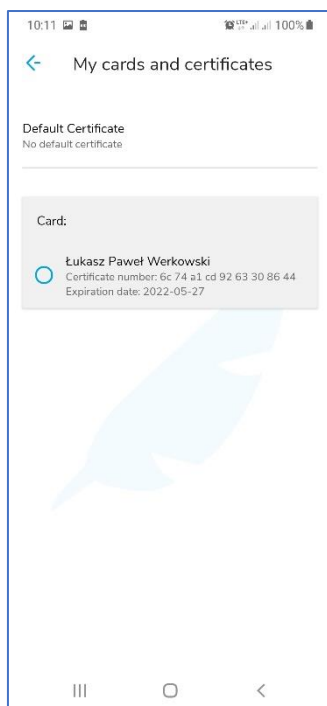 10:11 LTE+ 100%
My cards and certificates
Default Certificate
No default certificate
Card:
Łukasz Paweł Werkowski
Certificate number: 6c 74 a1 cd 92 63 30 86 44
Expiration date: 2022-05-27